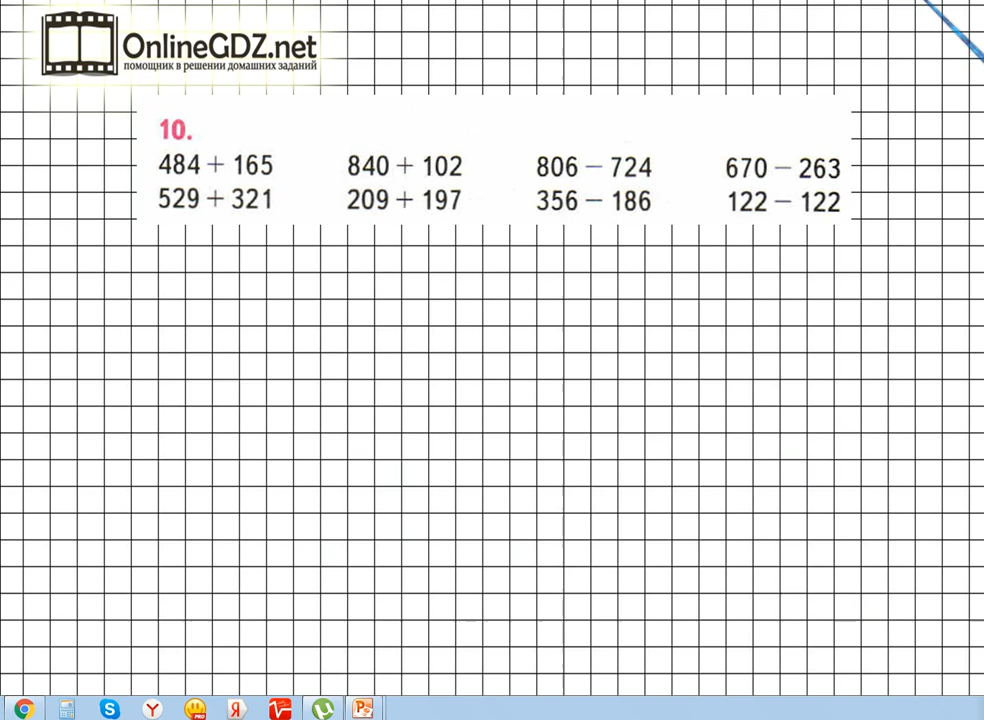 OnlineGDZ.net
помощник в решении домашних заданий
10.
484 + 165 840 + 102 806 − 724 670 − 263
529 + 321 209 + 197 356 − 186 122 − 122
S
Y
PRO
Я
P